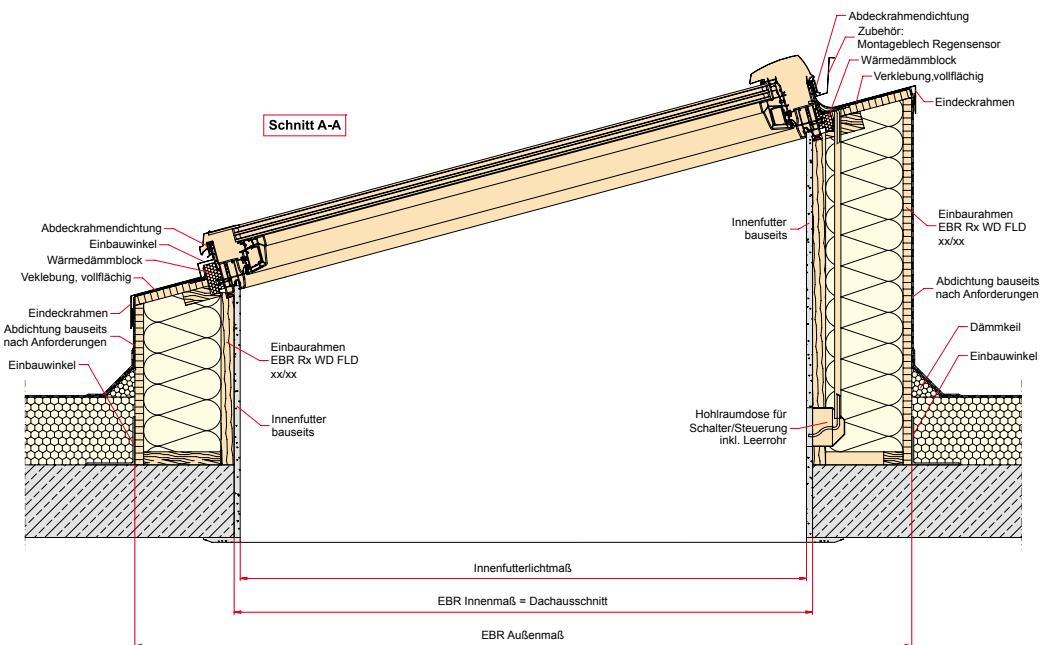 Abdeckrahmendichtung
Zubehör:
Montageblech Regensensor
Wärmedämmblock
Verklebung,vollflächig
Eindeckrahmen
Schnitt A-A
Abdeckrahmendichtung
Einbauwinkel
Wärmedämmblock
Veklebung, vollflächig
Eindeckrahmen
Abdichtung bauseits
nach Anforderungen
Einbauwinkel
Einbaurahmen
EBR Rx WD FLD
xx/xx
Innenfutter
bauseits
Innenfutter
bauseits
Hohlraumdose für
Schalter/Steuerung
inkl. Leerrohr
Einbaurahmen
EBR Rx WD FLD
xx/xx
Abdichtung bauseits
nach Anforderungen
Dämmkeil
Einbauwinkel
Innenfutterlichtmaß
EBR Innenmaß = Dachausschnitt
EBR Außenmaß